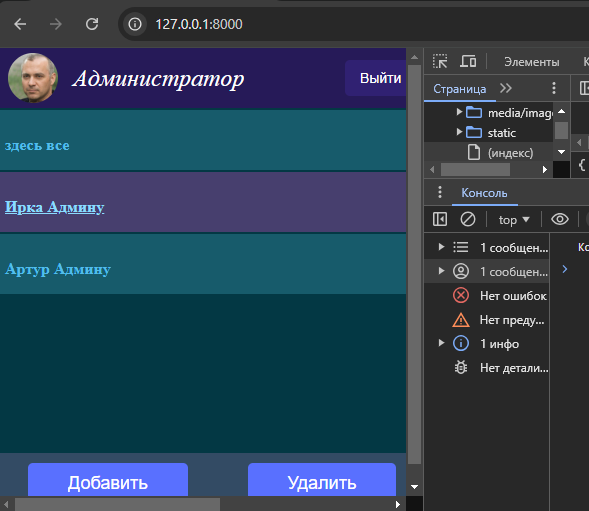 127.0.0.1:8000
Администратор
Выйти
здесь все
Ирка Админу
Артур Админу
Добавить
Удалить
Элементы
Страница
media/image
static
(индекс)
{
Консоль
top
1 сообщен...
1 сообщен...
Нет ошибок
Нет преду...
1 инфо
Нет детали...